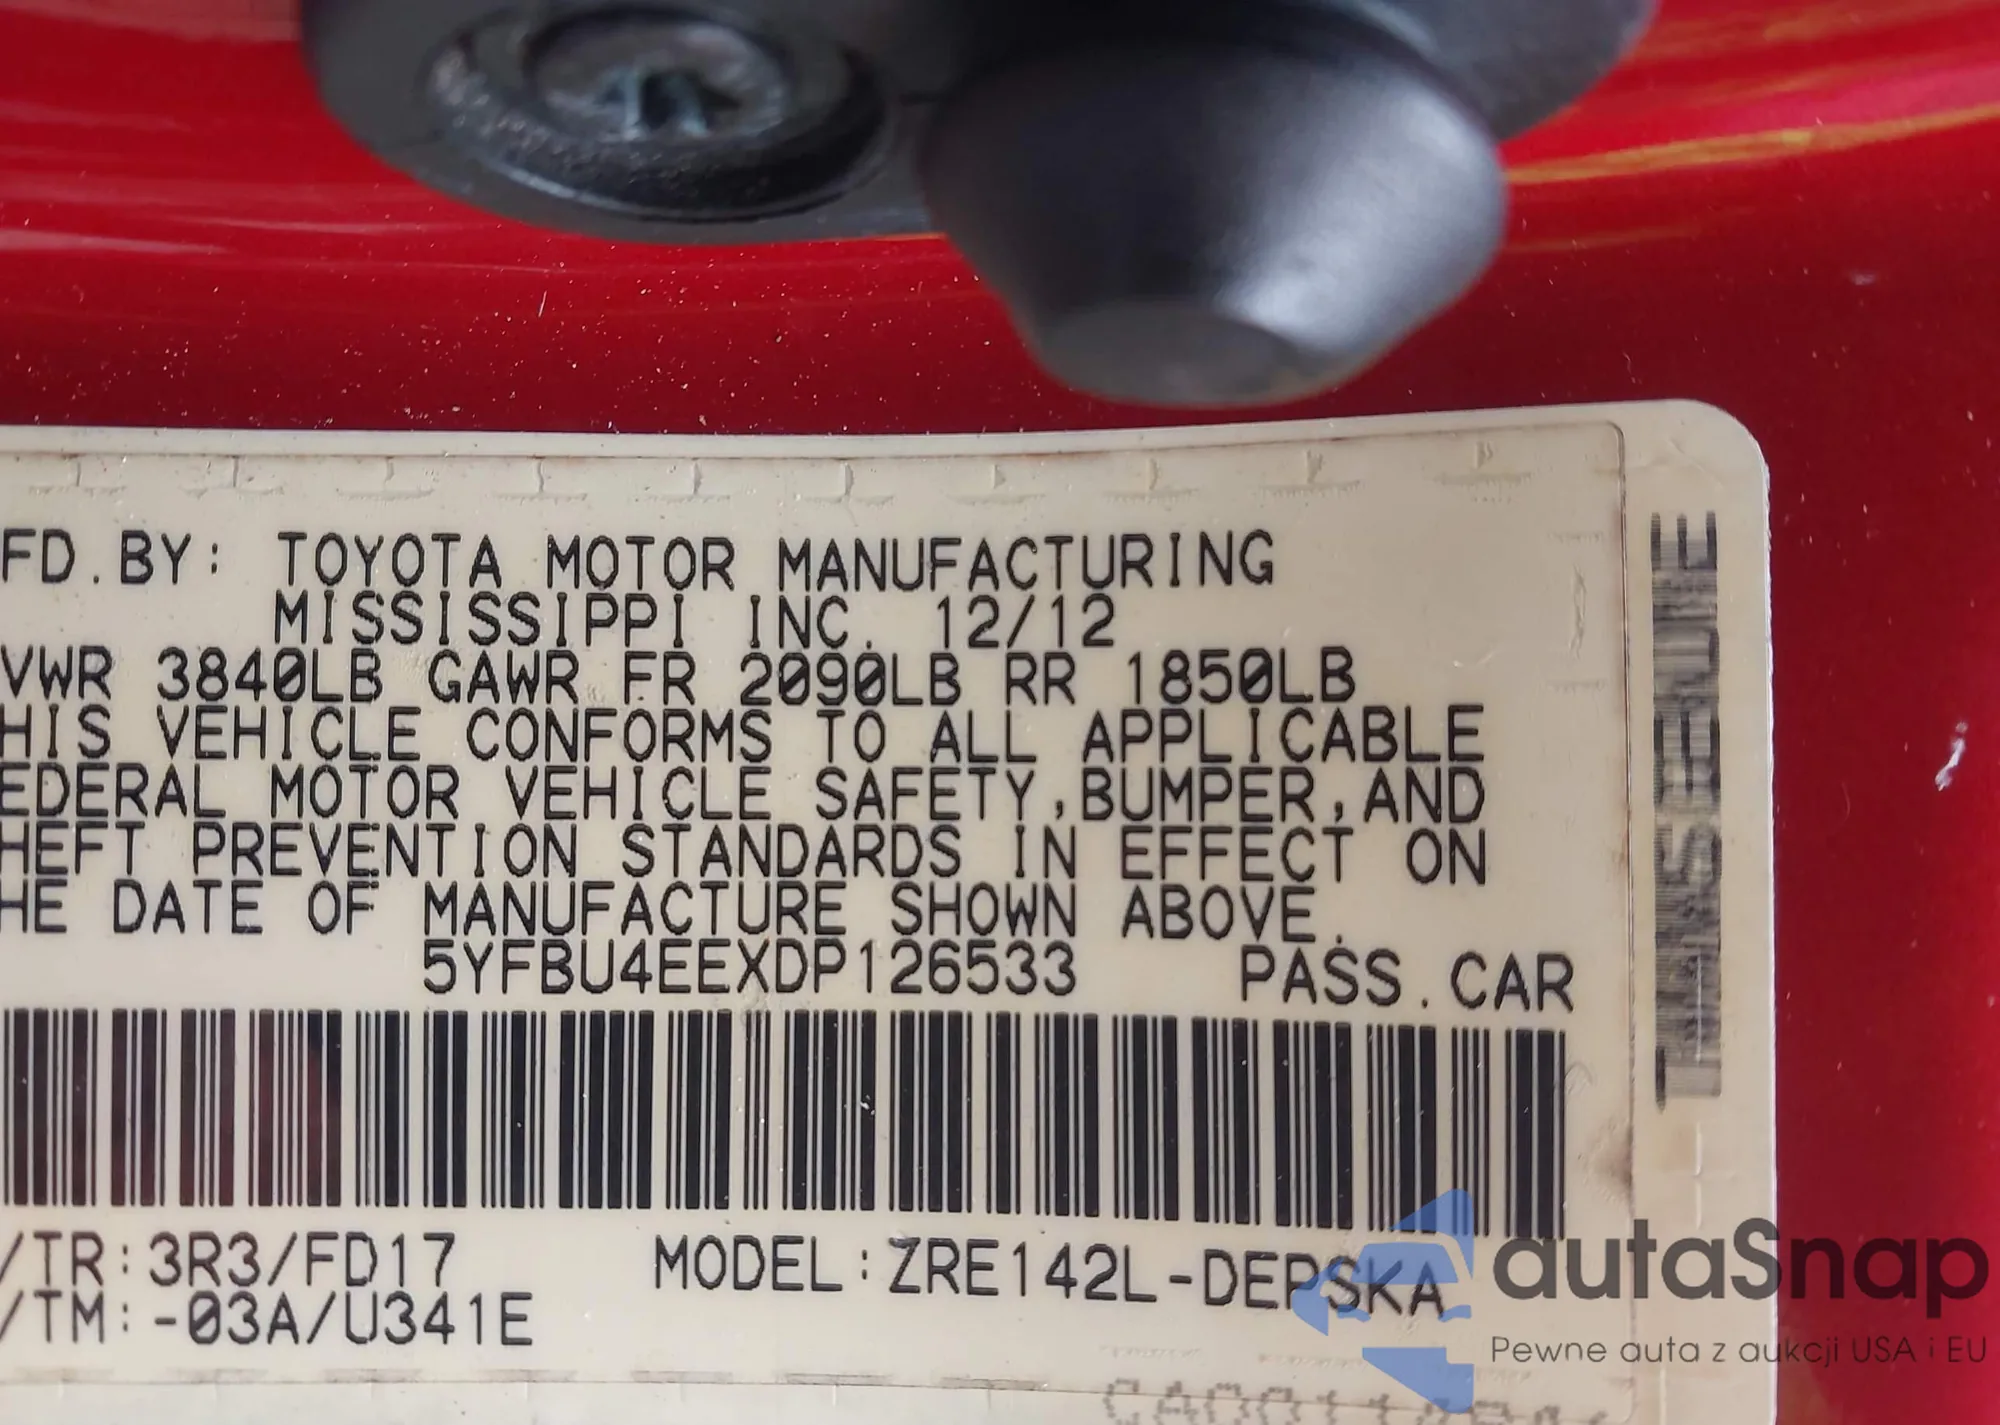 FD.BY: TOYOTA MOTOR MANUFACTURING
MISSISSIPPI INC. 12/12
VWR 3840LB GAWR FR 2090LB RR 1850LB
HIS VEHICLE CONFORMS TO ALL APPLICABLE
EDERAL MOTOR VEHICLE SAFETY,BUMPER,AND
HEFT PREVENTION STANDARDS IN EFFECT ON
HE DATE OF MANUFACTURE SHOWN ABOVE.
5YFBU4EEXDP126533 PASS.CAR
/TR:3R3/FD17 MODEL:ZRE142L-DEPSKA
/TM:-03A/U341E
autaSnap
Pewne auta z aukcji USA i EU